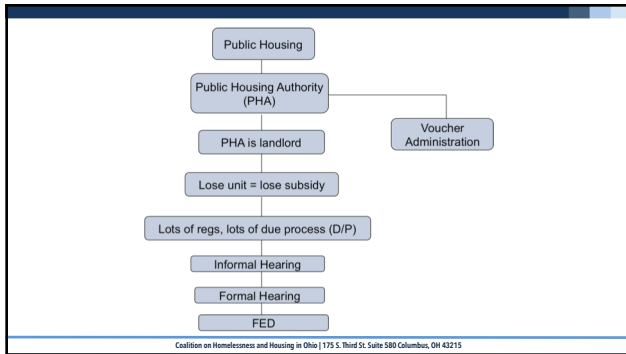 Public Housing
Public Housing Authority
(PHA)
Voucher
Administration
PHA is landlord
Lose unit = lose subsidy
Lots of regs, lots of due process (D/P)
Informal Hearing
Formal Hearing
FED
Coalition on Homelessness and Housing in Ohio | 175 S. Third St. Suite 580 Columbus, OH 43215